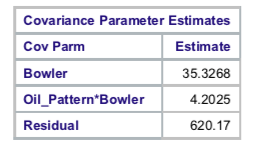 Covariance Parameter Estimates
Cov Parm Estimate
Bowler 35.3268
Oil_Pattern*Bowler 4.2025
Residual 620.17